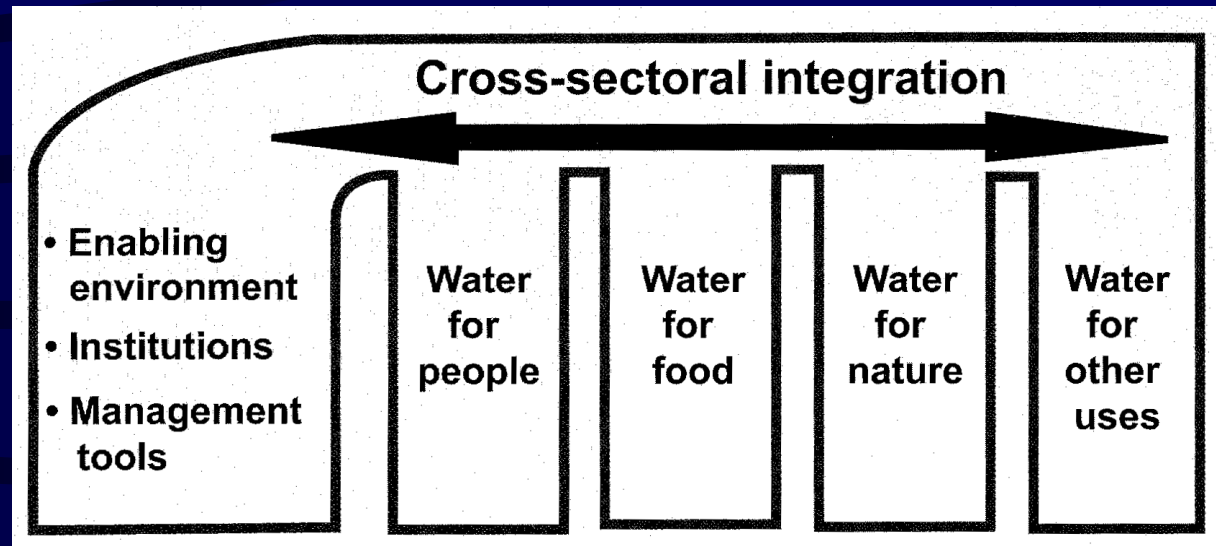 Cross-sectoral integration
• Enabling
environment
• Institutions
• Management
tools
Water
for
people
Water
for
food
Water
for
nature
Water
for
other
uses